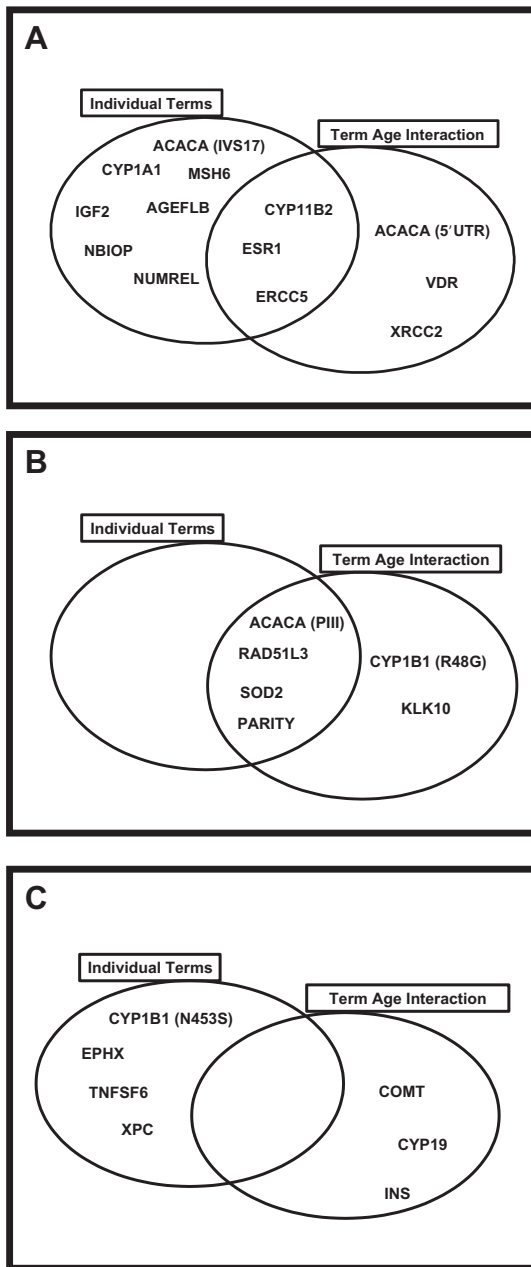 A
Individual Terms
Term Age Interaction
ACACA (IVS17)
CYP1A1
MSH6
IGF2
AGEFLB
CYP11B2
ACACA (5′UTR)
NBIOP
ESR1
NUMREL
VDR
ERCC5
XRCC2
B
Individual Terms
Term Age Interaction
ACACA (PIII)
RAD51L3
CYP1B1 (R48G)
SOD2
KLK10
PARITY
C
Individual Terms
Term Age Interaction
CYP1B1 (N453S)
EPHX
TNFSF6
COMT
XPC
CYP19
INS